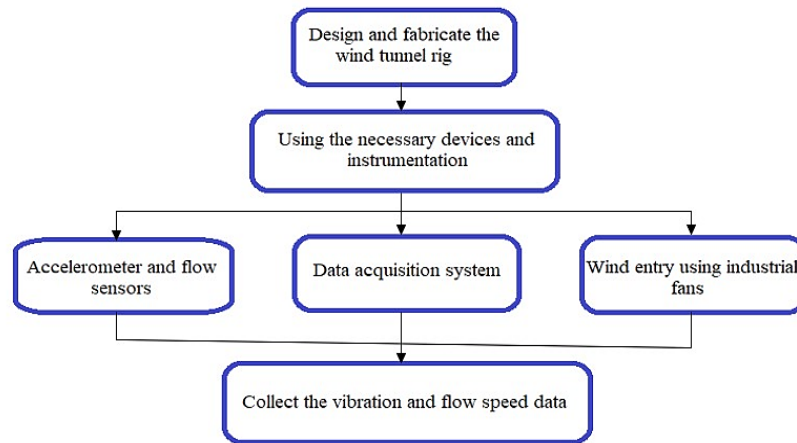 Design and fabricate the
wind tunnel rig
Using the necessary devices and
instrumentation
Accelerometer and flow
sensors
Data acquisition system
Wind entry using industrial
fans
Collect the vibration and flow speed data